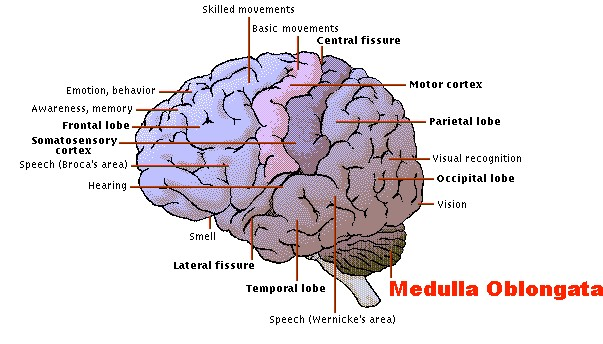 Skilled movements
Basic movements
Central fissure
Emotion, behavior
Motor cortex
Awareness, memory
Frontal lobe
Parietal lobe
Somatosensory
cortex
Speech (Broca's area)
Visual recognition
Hearing
Occipital lobe
Vision
Smell
Lateral fissure
Temporal lobe
Medulla Oblongata
Speech (Wernicke's area)